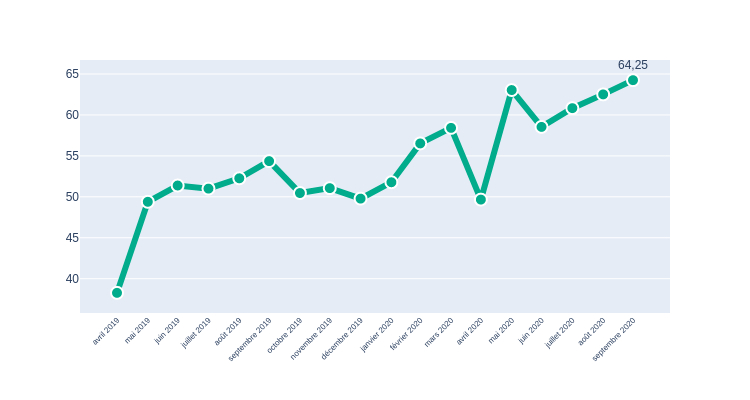 64,25
65
60
55
50
45
40
avril 2019
mai 2019
juin 2019
juillet 2019
août 2019
septembre 2019
octobre 2019
novembre 2019
décembre 2019
janvier 2020
février 2020
mars 2020
avril 2020
mai 2020
juin 2020
juillet 2020
août 2020
septembre 2020